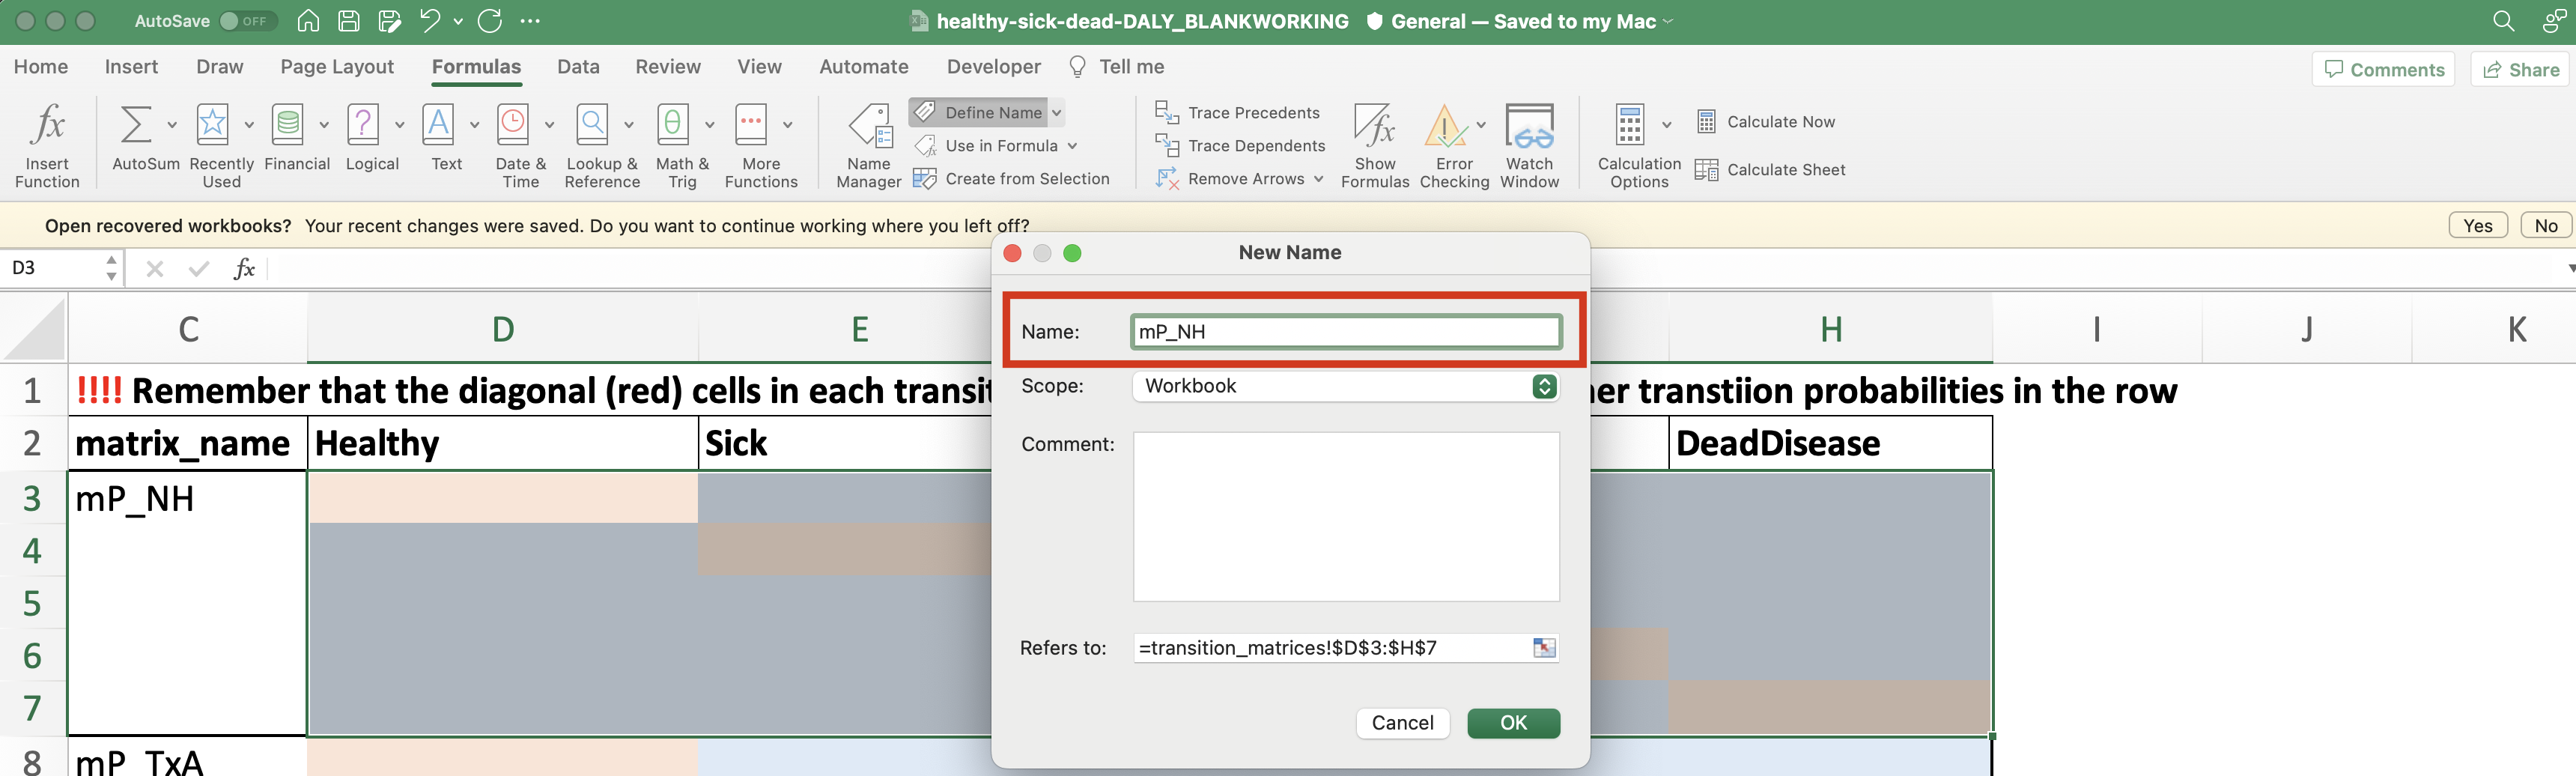 AutoSave OFF healthy-sick-dead-DALY_BLANKWORKING General — Saved to my Mac
Home Insert Draw Page Layout Formulas Data Review View Automate Developer Tell me Comments Share
Insert Function
AutoSum
Recently Used
Financial
Logical
Text
Date & Time
Lookup & Reference
Math & Trig
More Functions
Name Manager
Define Name
Use in Formula
Create from Selection
Trace Precedents
Trace Dependents
Remove Arrows
Show Formulas
Error Checking
Watch Window
Calculation Options
Calculate Now
Calculate Sheet
Open recovered workbooks? Your recent changes were saved. Do you want to continue working where you left off? Yes No
D3 fx
New Name
Name: mP_NH
Scope: Workbook
Comment:
Refers to: =transition_matrices!$D$3:$H$7
Cancel OK
C D E H I J K
1 !!!! Remember that the diagonal (red) cells in each transit er transtiion probabilities in the row
2 matrix_name Healthy Sick DeadDisease
3 mP_NH
4
5
6
7
8 mP_TxA